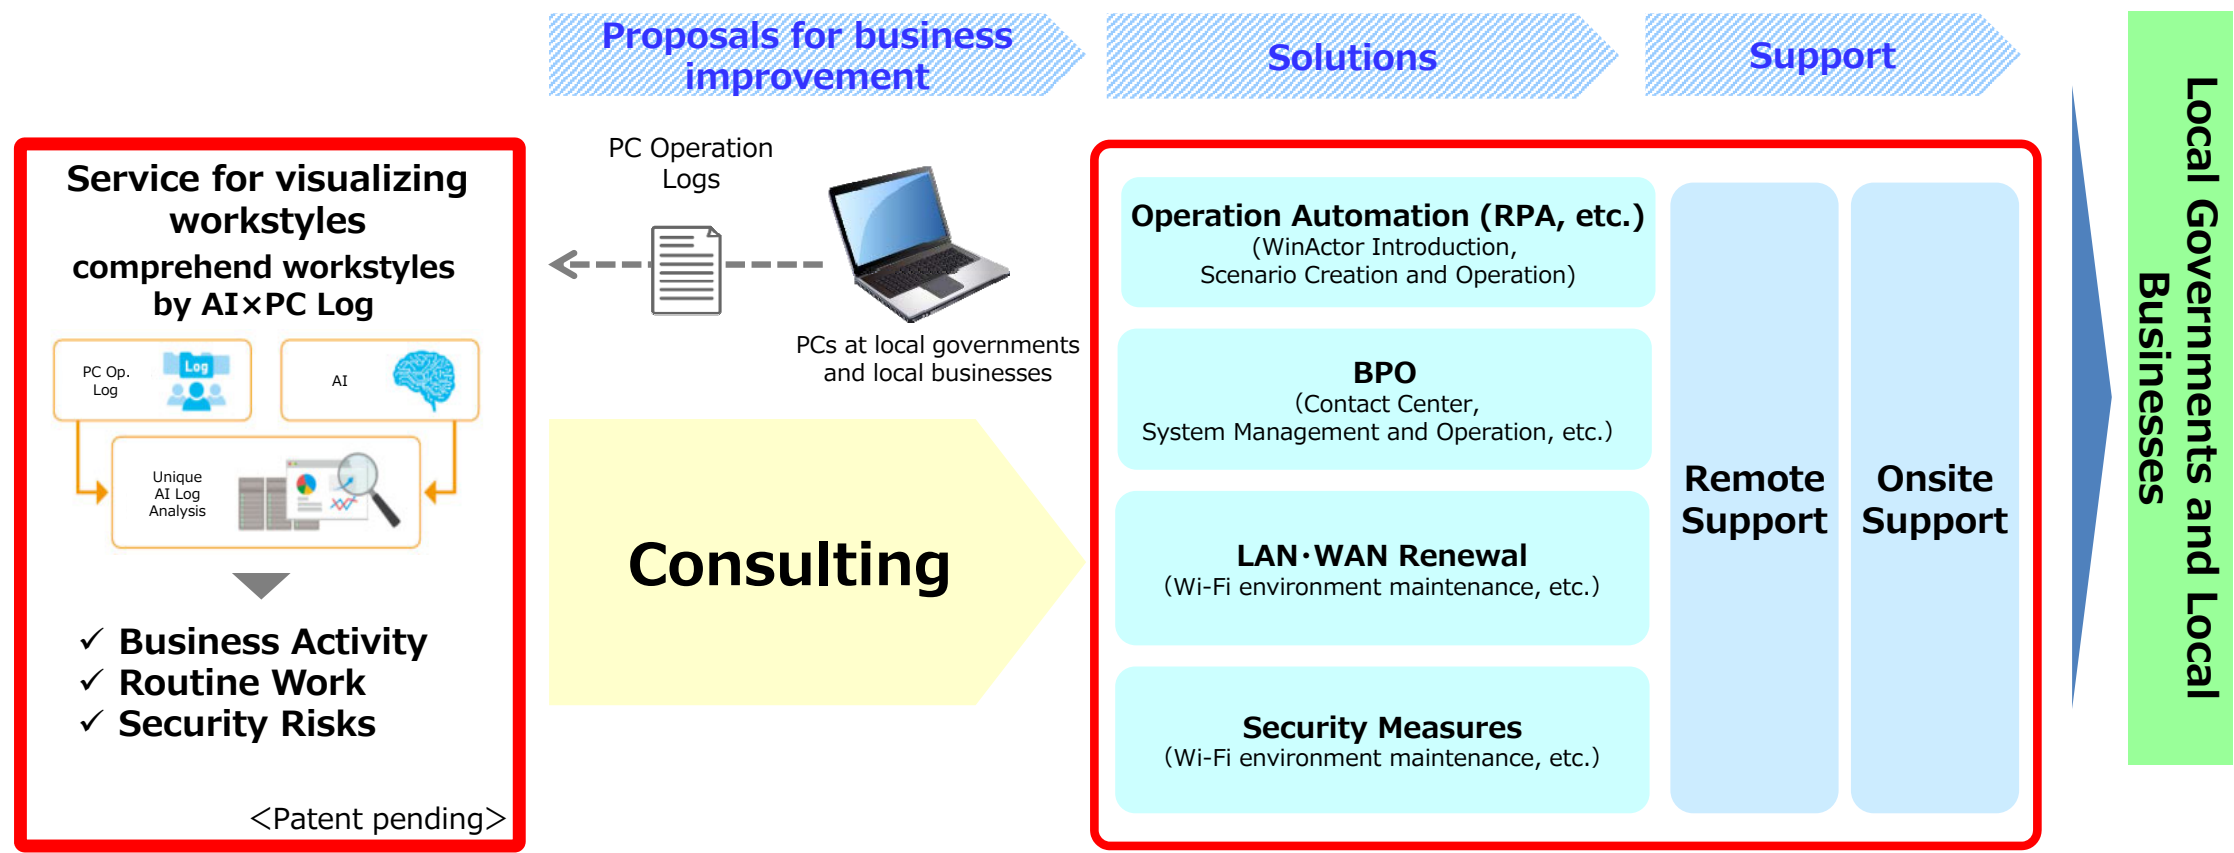 Proposals for business
improvement
Solutions
Support
Service for visualizing
workstyles
comprehend workstyles
by AI×PC Log
PC Op.
Log
Log
AI
Unique
AI Log
Analysis
✓ Business Activity
✓ Routine Work
✓ Security Risks
<Patent pending>
PC Operation
Logs
PCs at local governments
and local businesses
Consulting
Operation Automation (RPA, etc.)
(WinActor Introduction,
Scenario Creation and Operation)
BPO
(Contact Center,
System Management and Operation, etc.)
LAN・WAN Renewal
(Wi-Fi environment maintenance, etc.)
Security Measures
(Wi-Fi environment maintenance, etc.)
Remote
Support
Onsite
Support
Local Governments and Local
Businesses